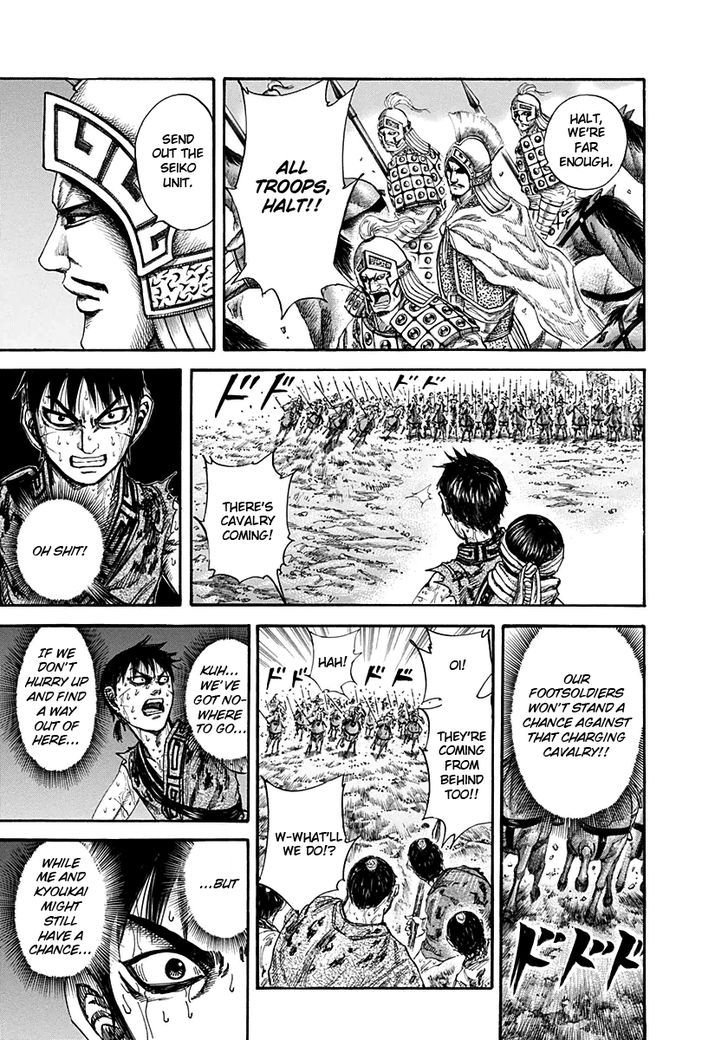 HALT,
WE'RE
FAR
ENOUGH.
ALL
TROOPS,
HALT!!
SEND
OUT THE
SEIKO
UNIT.
ドドド
THERE'S
CAVALRY
COMING!
OH SHIT!
OUR
FOOTSOLDIERS
WON'T STAND
A CHANCE
AGAINST
THAT CHARGING
CAVALRY!!
ドドド
OI!
HAH!
ドド
ドド
THEY'RE
COMING
FROM
BEHIND
TOO!!
W-WHAT'LL
WE DO!?
KUH...
WE'VE
GOT NO-
WHERE
TO GO...
IF WE
DON'T
HURRY UP
AND FIND
A WAY
OUT OF
HERE...
...BUT
WHILE
ME AND
KYOUKAI
MIGHT
STILL
HAVE A
CHANCE...